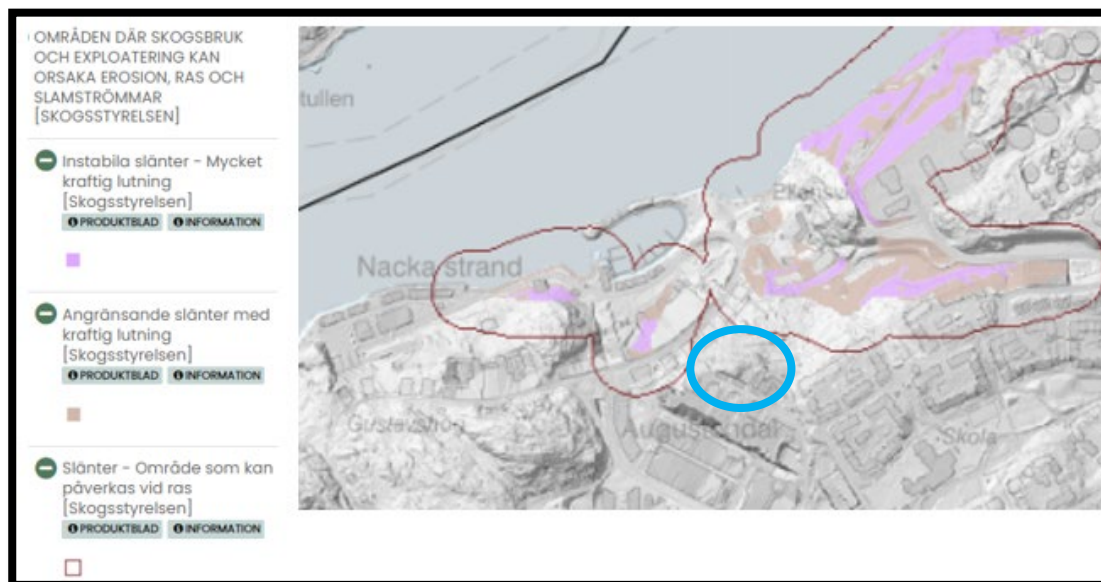 OMRÅDEN DÄR SKOGSBRUK
OCH EXPLOATERING KAN
ORSAKA EROSION, RAS OCH
SLAMSTRÖMMAR
[SKOGSSTYRELSEN]
Instabila slänter - Mycket
kraftig lutning
[Skogsstyrelsen]
PRODUKTBLAD INFORMATION
Angränsande slänter med
kraftig lutning
[Skogsstyrelsen]
PRODUKTBLAD INFORMATION
Slänter - Område som kan
påverkas vid ras
[Skogsstyrelsen]
PRODUKTBLAD INFORMATION
tullen
Nacka strand
Augustendal
Skola